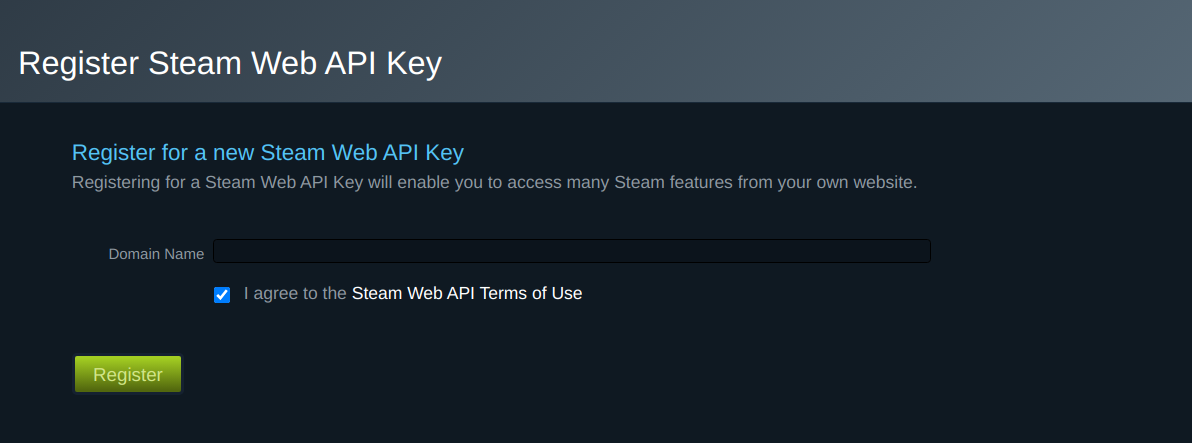 Register Steam Web API Key
Register for a new Steam Web API Key
Registering for a Steam Web API Key will enable you to access many Steam features from your own website.
Domain Name
I agree to the Steam Web API Terms of Use
Register